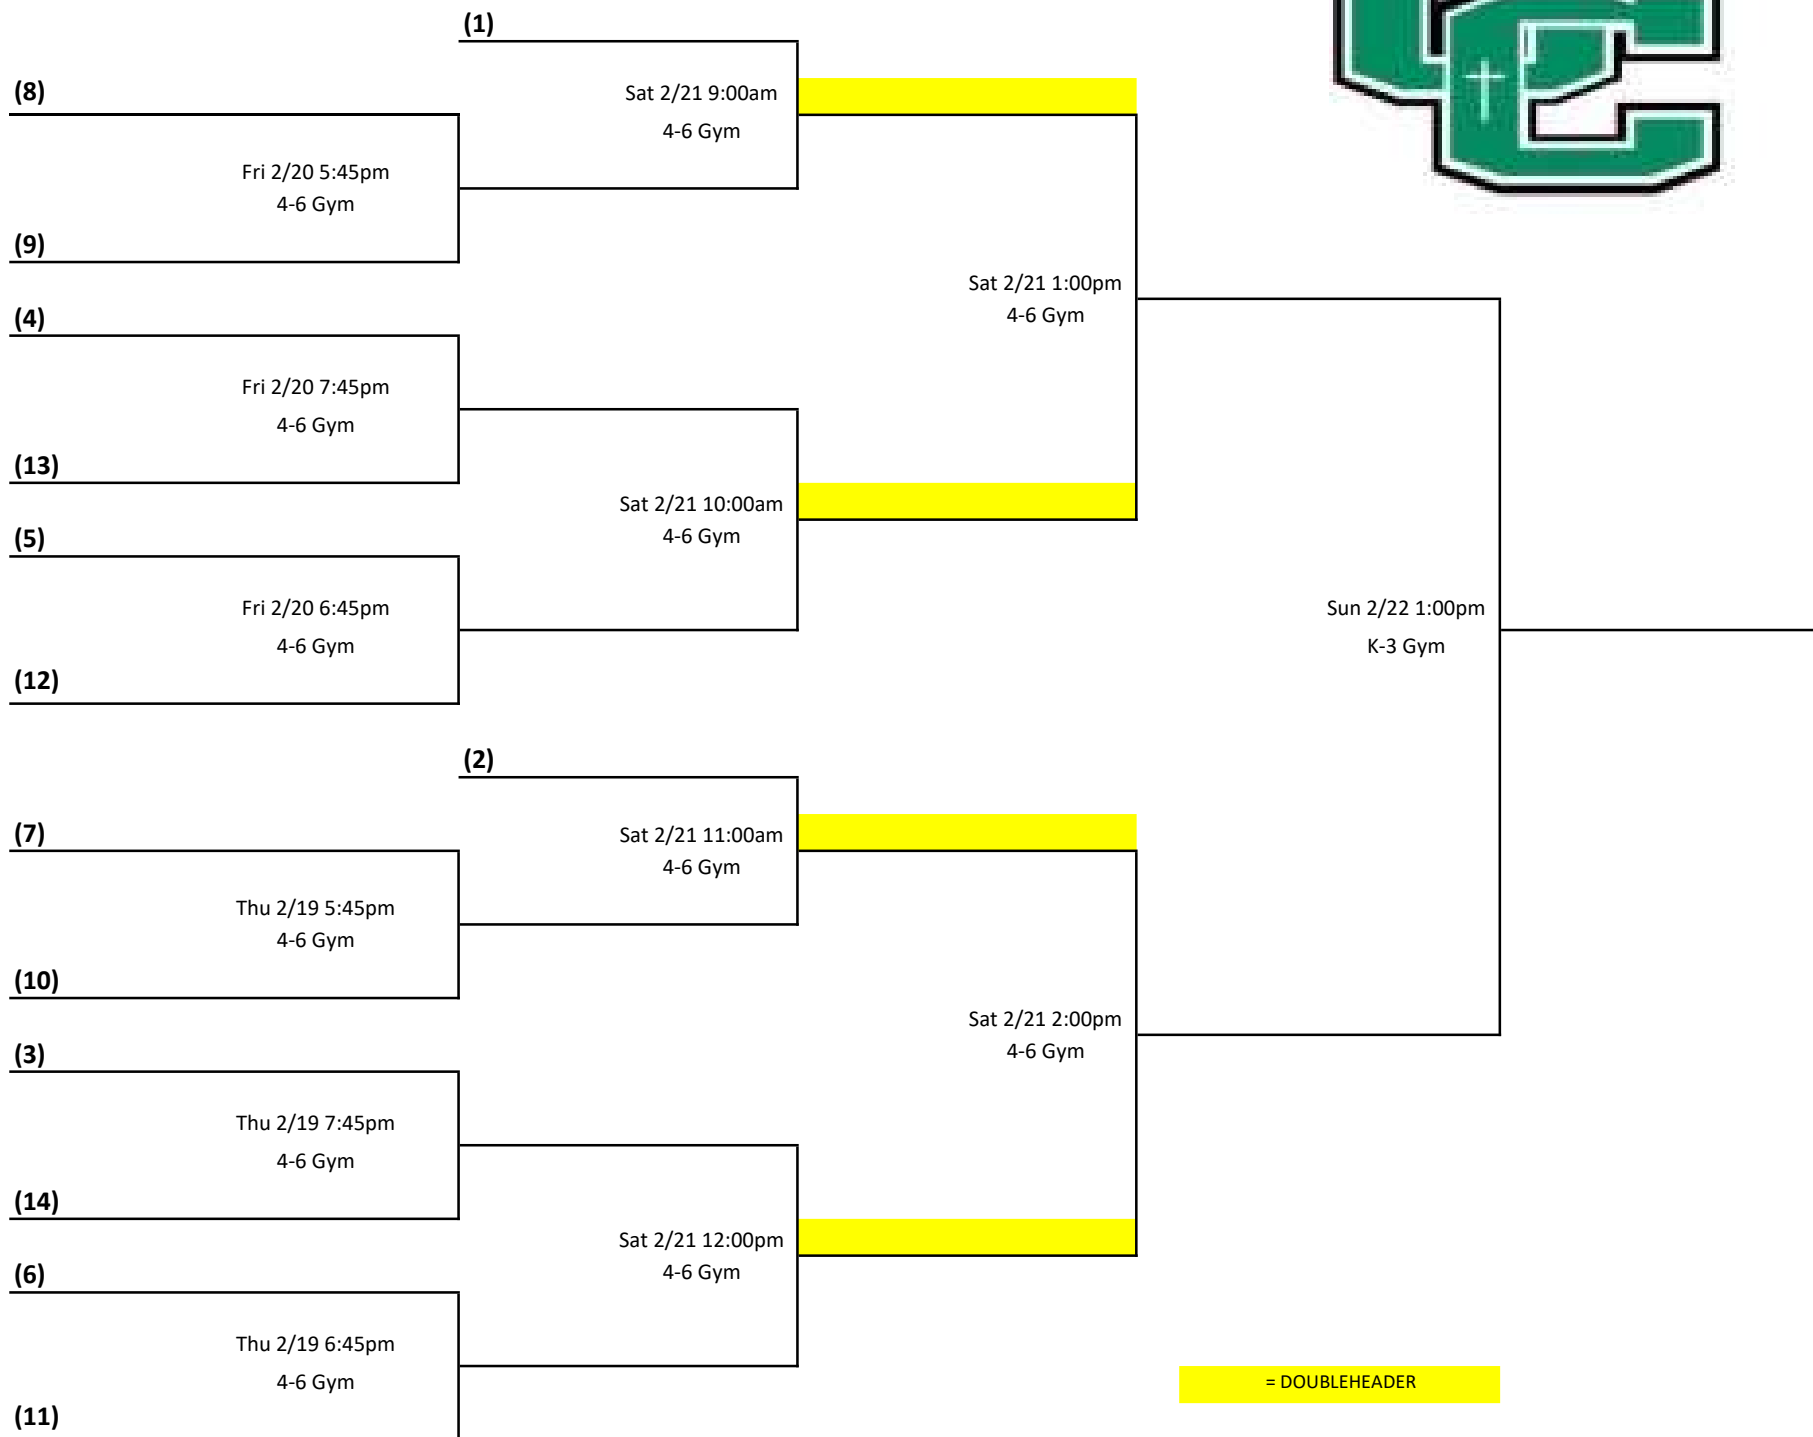 (1)
(8)
Sat 2/21 9:00am
4-6 Gym
Fri 2/20 5:45pm
4-6 Gym
(9)
Sat 2/21 1:00pm
4-6 Gym
(4)
Fri 2/20 7:45pm
4-6 Gym
(13)
Sat 2/21 10:00am
4-6 Gym
(5)
Fri 2/20 6:45pm
4-6 Gym
(12)
Sun 2/22 1:00pm
K-3 Gym
(2)
(7)
Sat 2/21 11:00am
4-6 Gym
Thu 2/19 5:45pm
4-6 Gym
(10)
Sat 2/21 2:00pm
4-6 Gym
(3)
Thu 2/19 7:45pm
4-6 Gym
(14)
Sat 2/21 12:00pm
4-6 Gym
(6)
Thu 2/19 6:45pm
4-6 Gym
(11)
= DOUBLEHEADER